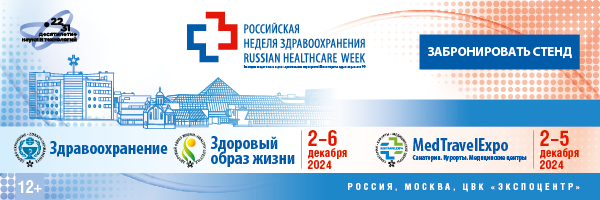 22
31
десятилетие
науки и технологий
РОССИЙСКАЯ
НЕДЕЛЯ ЗДРАВООХРАНЕНИЯ
RUSSIAN HEALTHCARE WEEK
ЗАБРОНИРОВАТЬ СТЕНД
Здравоохранение
Здоровый
образ жизни
2–6
декабря
2024
MedTravelExpo
Санатории. Курорты. Медицинские центры
2–5
декабря
2024
12+
РОССИЯ, МОСКВА, ЦВК «ЭКСПОЦЕНТР»